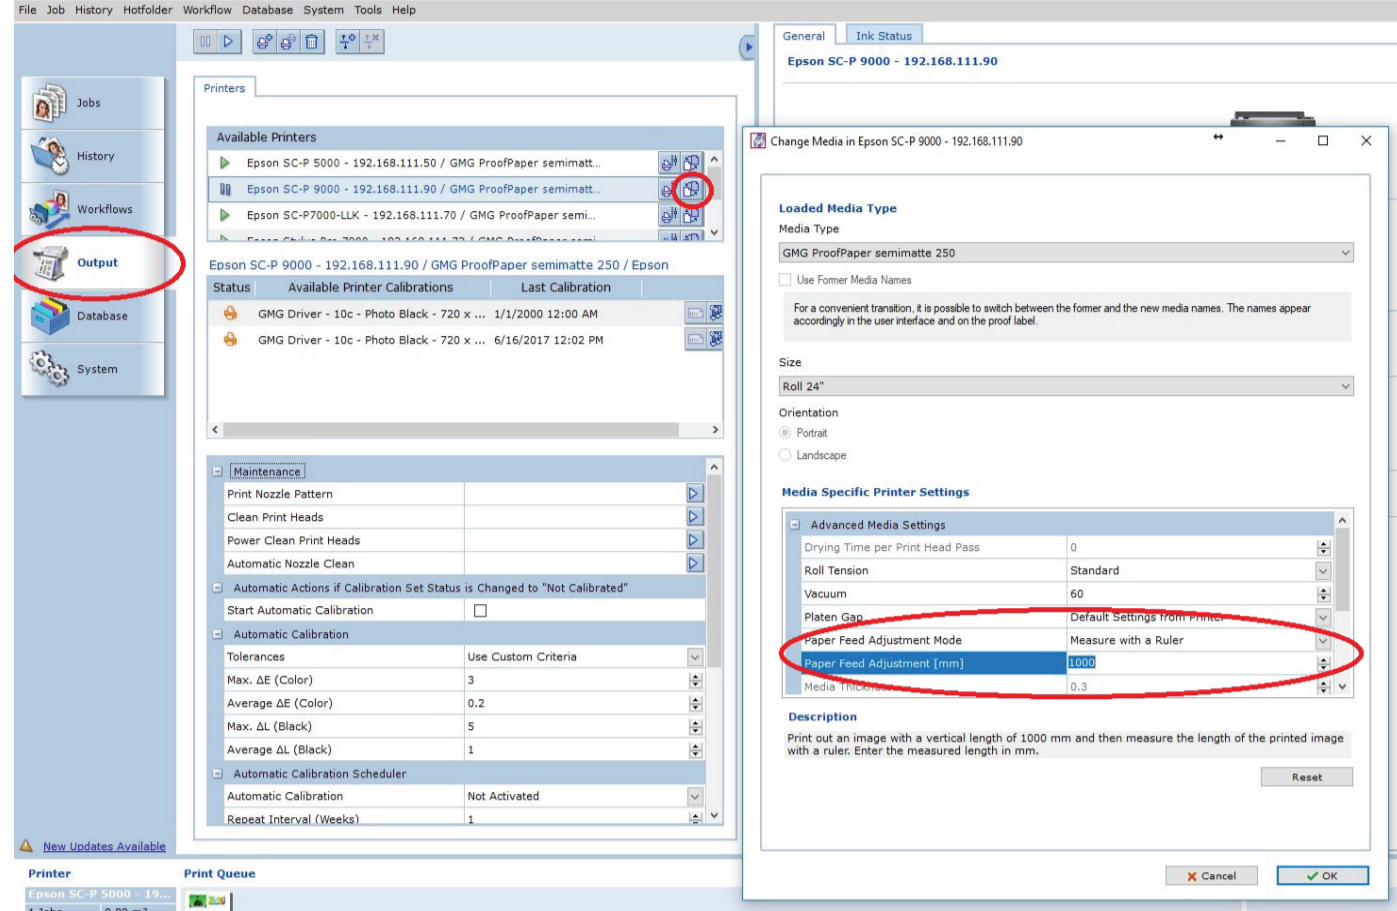 File Job History Hotfolder Workflow Database System Tools Help
Jobs
History
Workflows
Output
Database
System
New Updates Available
Printers
Available Printers
Epson SC-P 5000 - 192.168.111.50 / GMG ProofPaper semimatt...
Epson SC-P 9000 - 192.168.111.90 / GMG ProofPaper semimatt...
Epson SC-P7000-LLK - 192.168.111.70 / GMG ProofPaper semi...
Epson SC-P 9000 - 192.168.111.90 / GMG ProofPaper semimatte 250 / Epson
Status Available Printer Calibrations Last Calibration
GMG Driver - 10c - Photo Black - 720 x ... 1/1/2000 12:00 AM
GMG Driver - 10c - Photo Black - 720 x ... 6/16/2017 12:02 PM
Maintenance
Print Nozzle Pattern
Clean Print Heads
Power Clean Print Heads
Automatic Nozzle Clean
Automatic Actions if Calibration Set Status is Changed to "Not Calibrated"
Start Automatic Calibration
Automatic Calibration
Tolerances Use Custom Criteria
Max. ΔE (Color) 3
Average ΔE (Color) 0.2
Max. ΔL (Black) 5
Average ΔL (Black) 1
Automatic Calibration Scheduler
Automatic Calibration Not Activated
Repeat Interval (Weeks) 1
General Ink Status
Epson SC-P 9000 - 192.168.111.90
Change Media in Epson SC-P 9000 - 192.168.111.90
Loaded Media Type
Media Type
GMG ProofPaper semimatte 250
Use Former Media Names
For a convenient transition, it is possible to switch between the former and the new media names. The names appear
accordingly in the user interface and on the proof label.
Size
Roll 24"
Orientation
Portrait
Landscape
Media Specific Printer Settings
Advanced Media Settings
Drying Time per Print Head Pass 0
Roll Tension Standard
Vacuum 60
Platen Gap Default Settings from Printer
Paper Feed Adjustment Mode Measure with a Ruler
Paper Feed Adjustment [mm] 1000
Media Thickness 0.3
Description
Print out an image with a vertical length of 1000 mm and then measure the length of the printed image
with a ruler. Enter the measured length in mm.
Reset
Cancel OK
Printer Print Queue
Epson SC-P 5000 - 19...